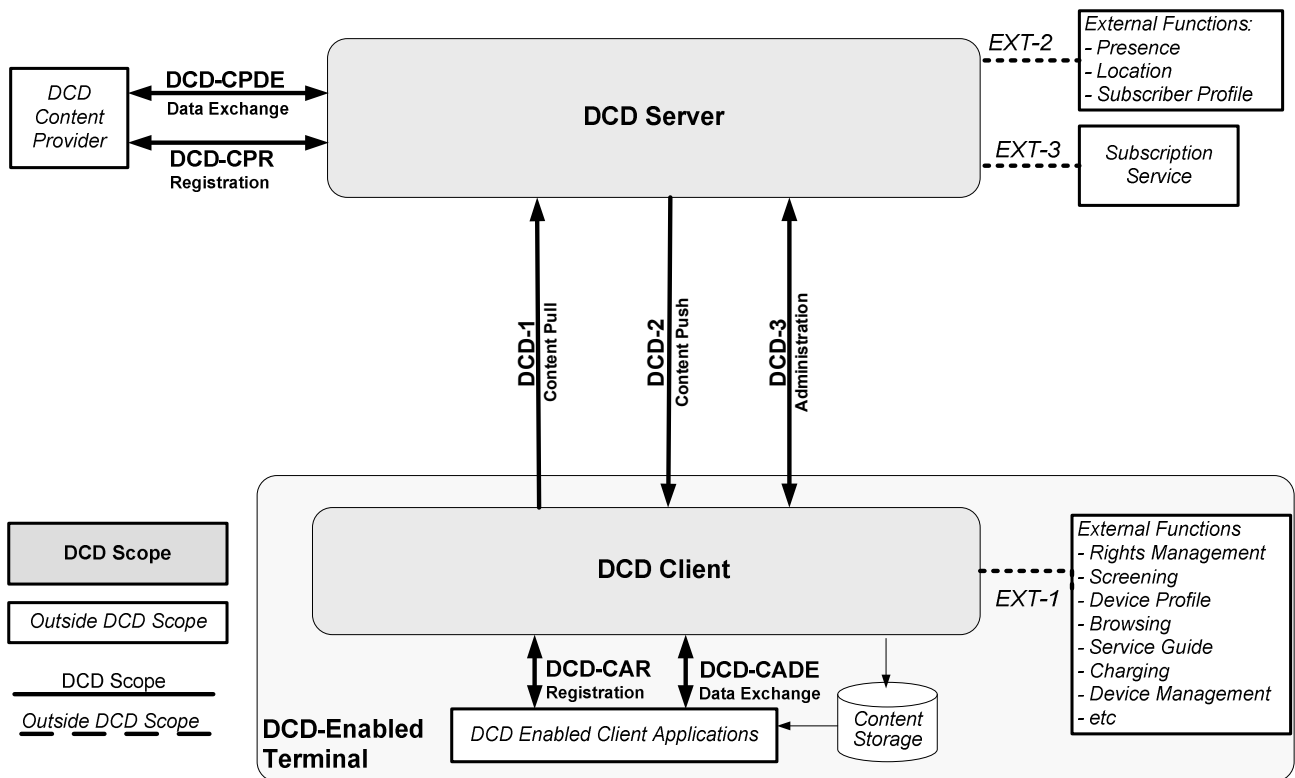 External Functions:
- Presence
- Location
- Subscriber Profile
EXT-2
DCD
Content
Provider
DCD-CPDE
Data Exchange
DCD-CPR
Registration
DCD Server
EXT-3
Subscription
Service
DCD-1
Content Pull
DCD-2
Content Push
DCD-3
Administration
DCD Scope
Outside DCD Scope
DCD Scope
Outside DCD Scope
DCD Client
EXT-1
External Functions
- Rights Management
- Screening
- Device Profile
- Browsing
- Service Guide
- Charging
- Device Management
- etc
DCD-CAR
Registration
DCD-CADE
Data Exchange
DCD-Enabled
Terminal
DCD Enabled Client Applications
Content
Storage